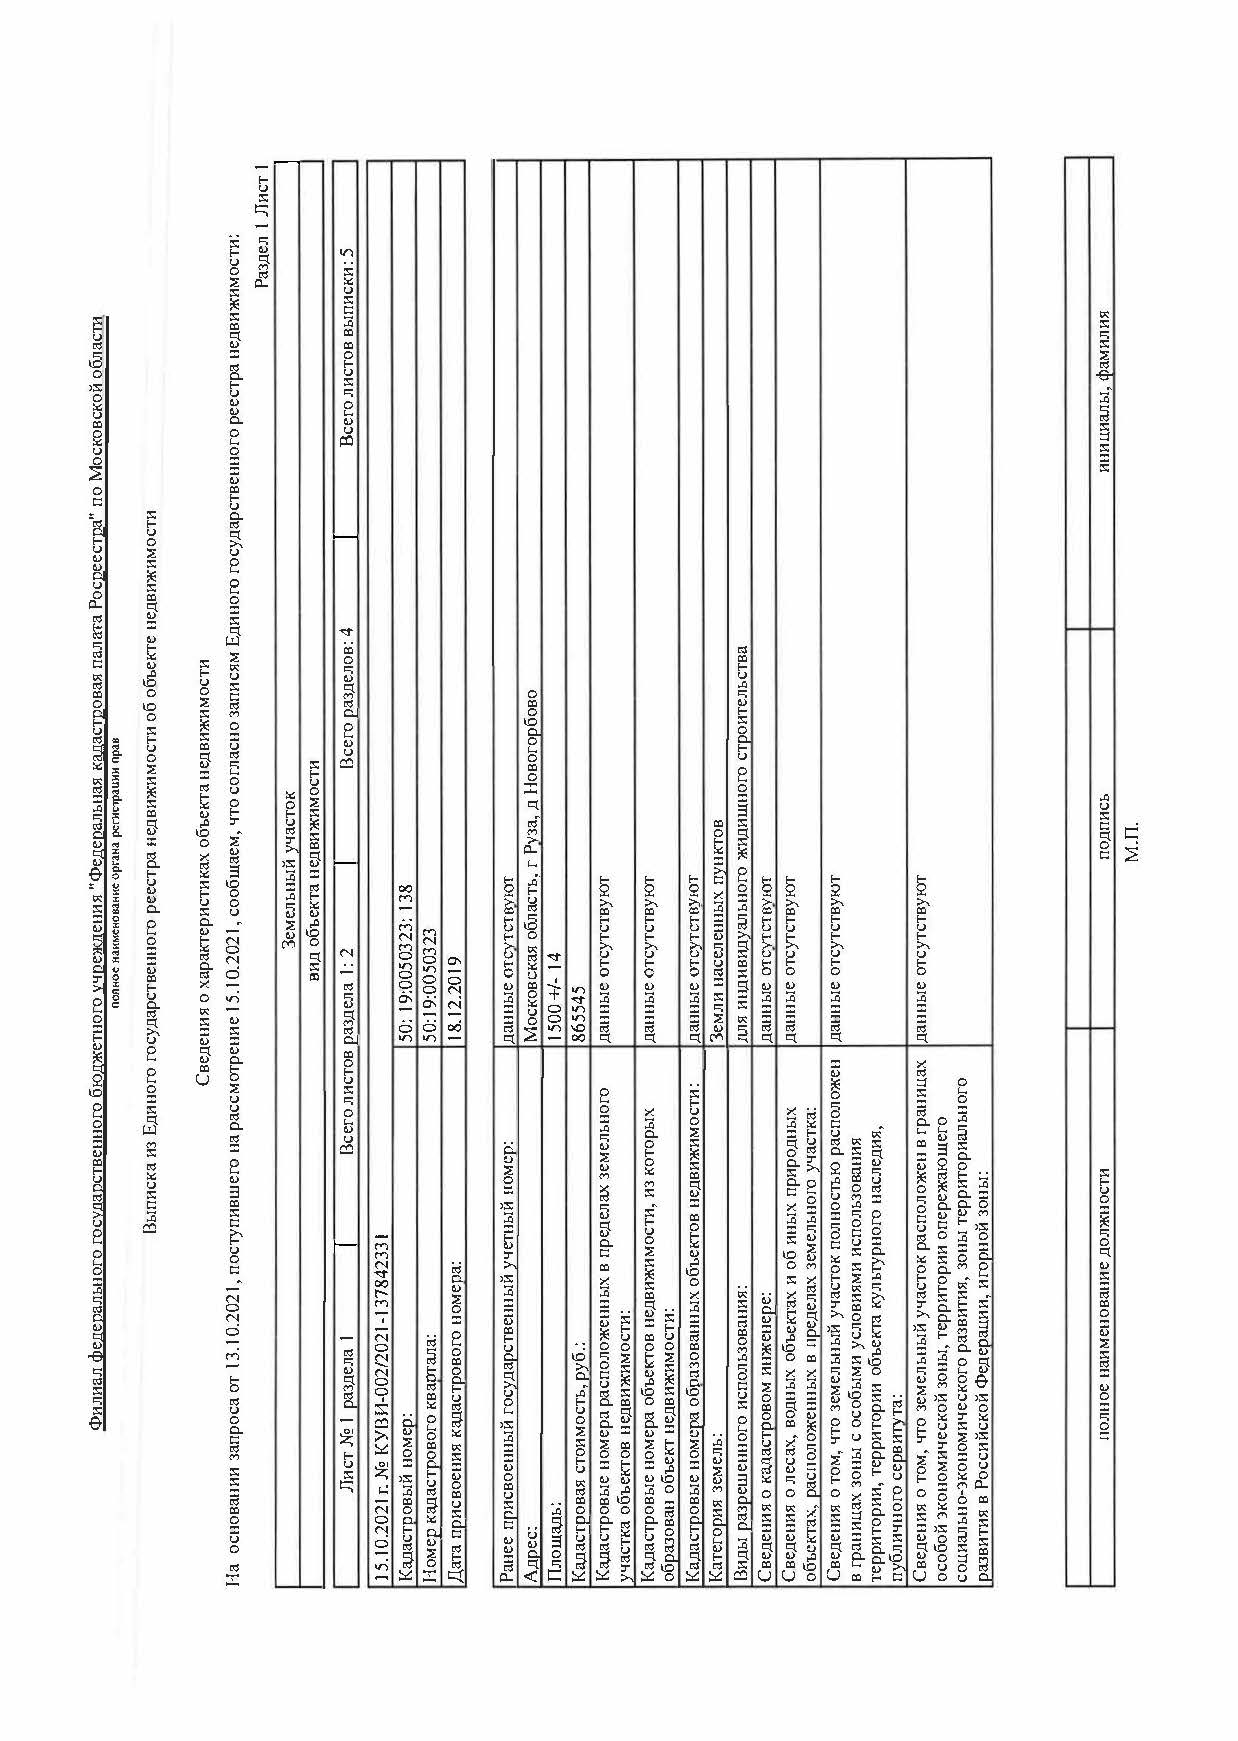 Филиал федерального государственного бюджетного учреждения "Федеральная кадастровая палата Росреестра" по Московской области
полное наименование органа регистрации прав
Выписка из Единого государственного реестра недвижимости об объекте недвижимости
Сведения о характеристиках объекта недвижимости
На основании запроса от 13.10.2021, поступившего на рассмотрение 15.10.2021, сообщаем, что согласно записям Единого государственного реестра недвижимости:
Раздел 1 Лист 1
Земельный участок
вид объекта недвижимости
Лист № 1 раздела 1 Всего листов раздела 1: 2 Всего разделов: 4 Всего листов выписки: 5
15.10.2021г. № КУВИ-002/2021-137842331
Кадастровый номер: 50:19:0050323:138
Номер кадастрового квартала: 50:19:0050323
Дата присвоения кадастрового номера: 18.12.2019
Ранее присвоенный государственный учетный номер: данные отсутствуют
Адрес: Московская область, г Руза, д Новогорбово
Площадь: 1500 +/- 14
Кадастровая стоимость, руб.: 865545
Кадастровые номера расположенных в пределах земельного данные отсутствуют
участка объектов недвижимости:
Кадастровые номера объектов недвижимости, из которых данные отсутствуют
образован объект недвижимости:
Кадастровые номера образованных объектов недвижимости: данные отсутствуют
Категория земель: Земли населенных пунктов
Виды разрешенного использования: для индивидуального жидищного строительства
Сведения о кадастровом инженере: данные отсутствуют
Сведения о лесах, водных объектах и об иных природных данные отсутствуют
объектах, расположенных в пределах земельного участка:
Сведения о том, что земельный участок полностью расположен данные отсутствуют
в границах зоны с особыми условиями использования
территории, территории объекта культурного наследия,
публичного сервитута:
Сведения о том, что земельный участок расположен в границах данные отсутствуют
особой экономической зоны, территории опережающего
социально-экономического развития, зоны территориального
развития в Российской Федерации, игорной зоны:
полное наименование должности подпись инициалы, фамилия
М.П.